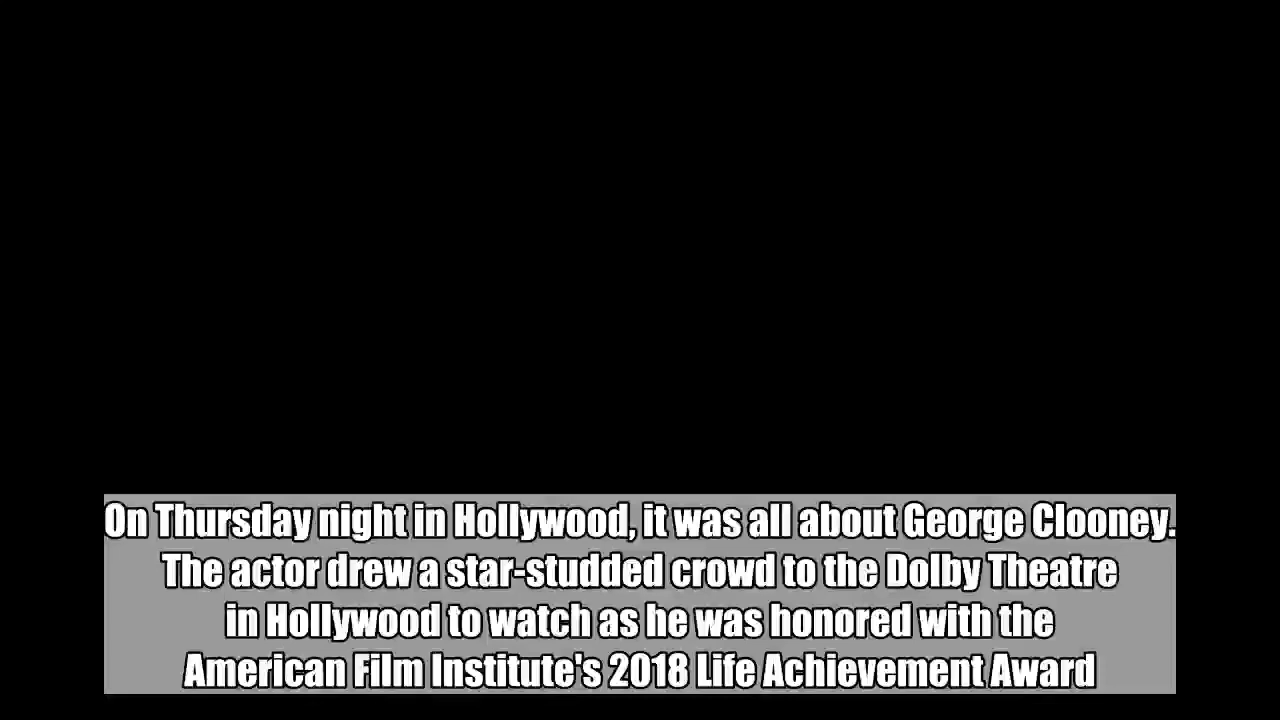 On Thursday night in Hollywood, it was all about George Clooney.
The actor drew a star-studded crowd to the Dolby Theatre
in Hollywood to watch as he was honored with the
American Film Institute's 2018 Life Achievement Award